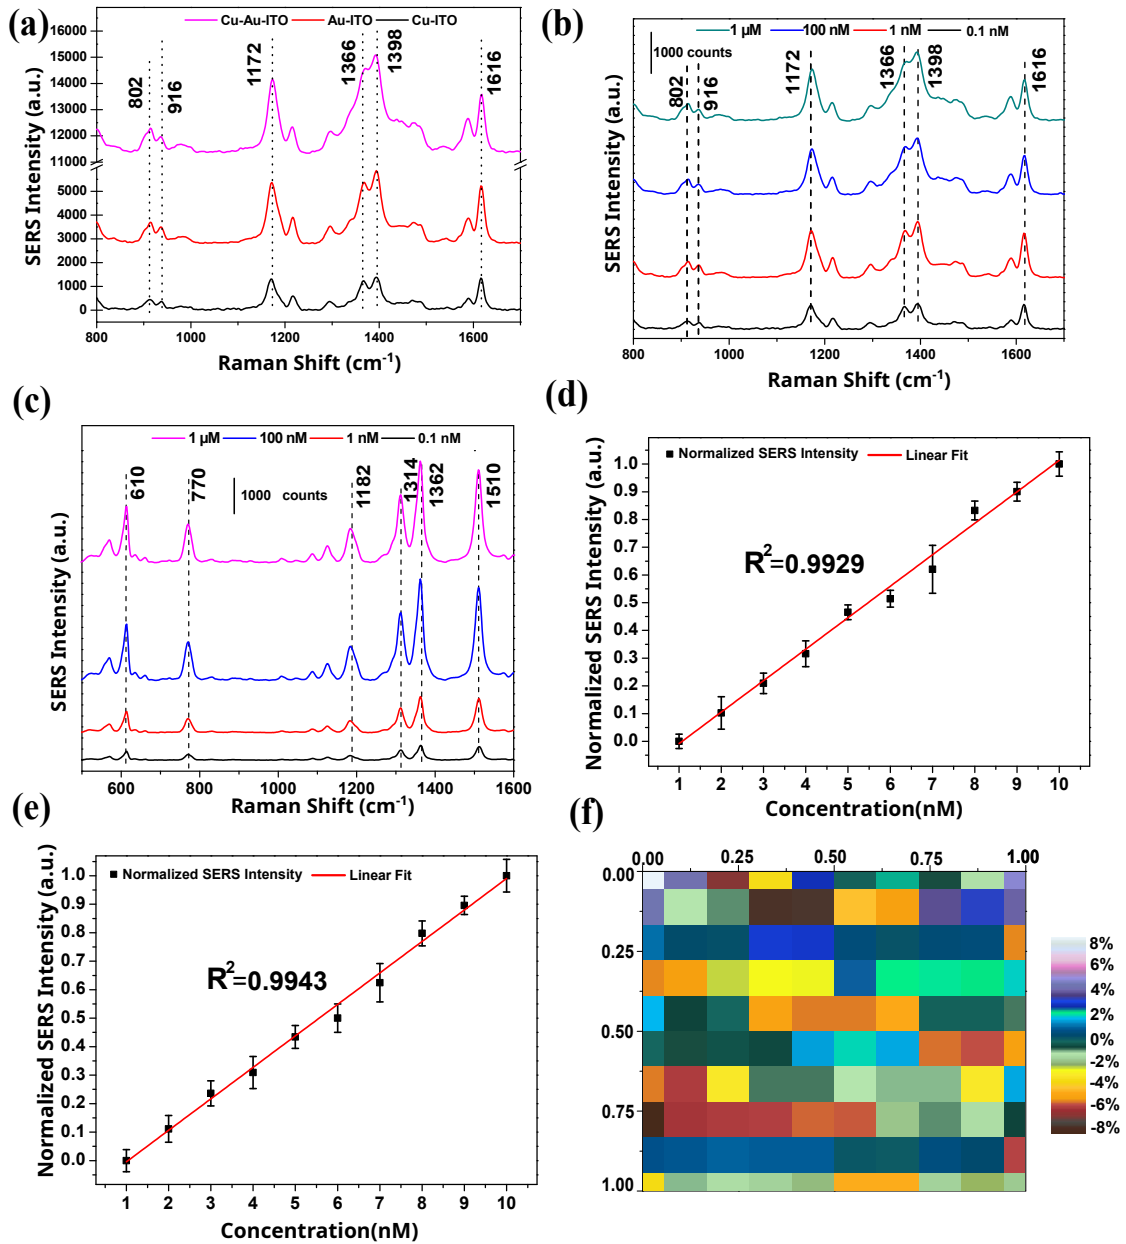 (a)
Cu-Au-ITO Au-ITO Cu-ITO
16000
15000
14000
13000
12000
11000
5000
4000
3000
2000
1000
0
SERS Intensity (a.u.)
802
916
1172
1366
1398
1616
800 1000 1200 1400 1600
Raman Shift (cm-1)
(b)
1 μM 100 nM 1 nM 0.1 nM
1000 counts
SERS Intensity (a.u.)
802
916
1172
1366
1398
1616
800 1000 1200 1400 1600
Raman Shift (cm-1)
(c)
1 μM 100 nM 1 nM 0.1 nM
1000 counts
SERS Intensity (a.u.)
610
770
1182
1314
1362
1510
600 800 1000 1200 1400 1600
Raman Shift (cm-1)
(d)
Normalized SERS Intensity Linear Fit
R2=0.9929
Normalized SERS Intensity (a.u.)
1.0
0.9
0.8
0.7
0.6
0.5
0.4
0.3
0.2
0.1
0.0
1 2 3 4 5 6 7 8 9 10
Concentration(nM)
(e)
Normalized SERS Intensity Linear Fit
R2=0.9943
Normalized SERS Intensity (a.u.)
1.0
0.9
0.8
0.7
0.6
0.5
0.4
0.3
0.2
0.1
0.0
1 2 3 4 5 6 7 8 9 10
Concentration(nM)
(f)
0.00 0.25 0.50 0.75 1.00
0.00
0.25
0.50
0.75
1.00
8%
6%
4%
2%
0%
-2%
-4%
-6%
-8%